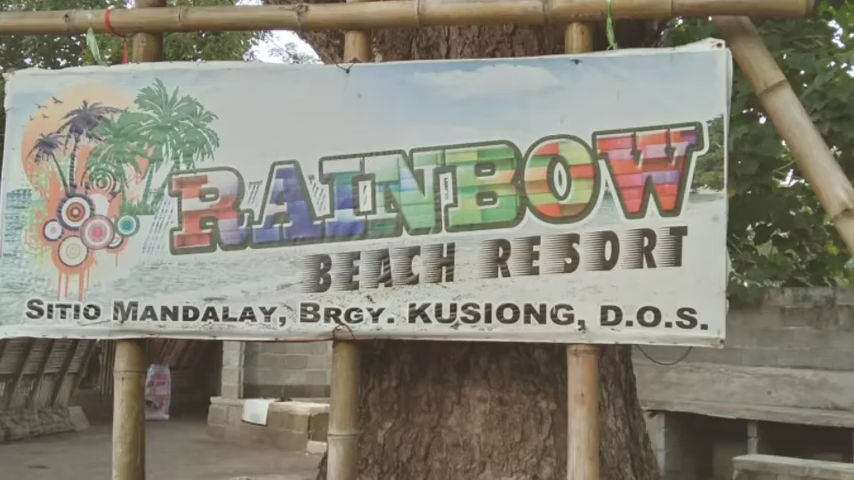 RAINBOW
BEACH RESORT
SITIO MANDALAY, BRGY. KUSIONG, D.O.S.